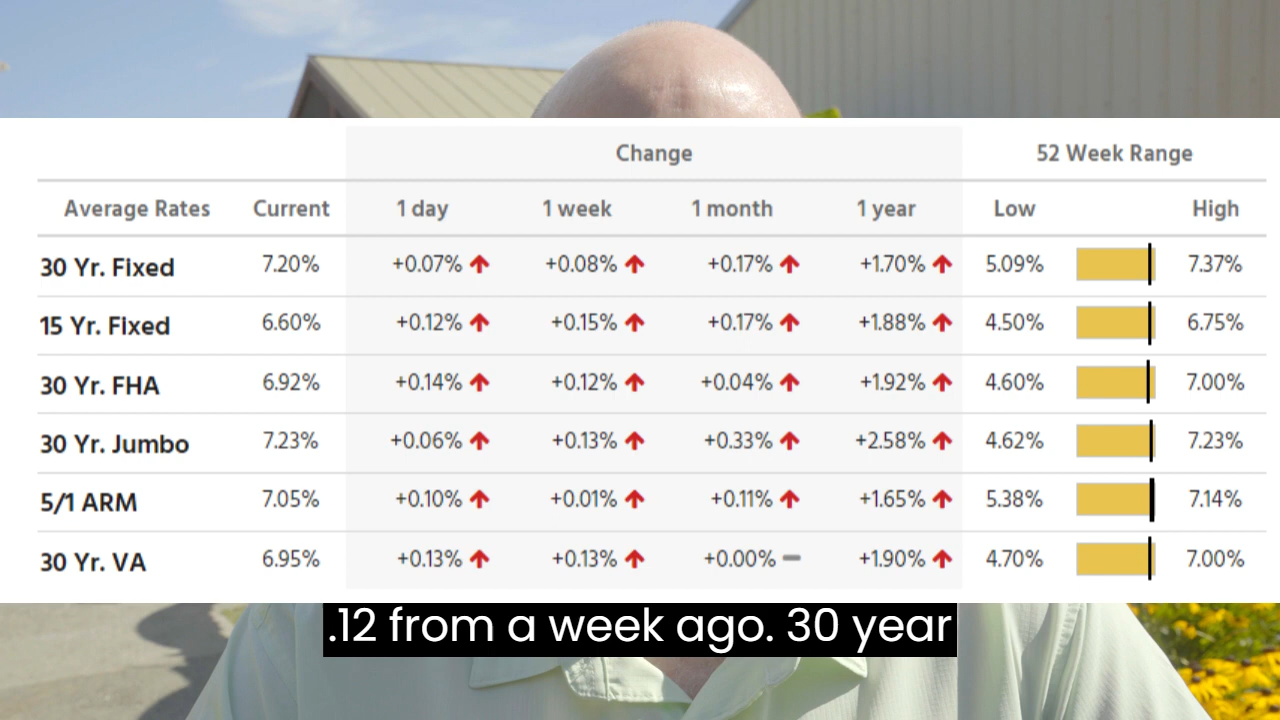 Change 52 Week Range
Average Rates Current 1 day 1 week 1 month 1 year Low High
30 Yr. Fixed 7.20% +0.07% +0.08% +0.17% +1.70% 5.09% 7.37%
15 Yr. Fixed 6.60% +0.12% +0.15% +0.17% +1.88% 4.50% 6.75%
30 Yr. FHA 6.92% +0.14% +0.12% +0.04% +1.92% 4.60% 7.00%
30 Yr. Jumbo 7.23% +0.06% +0.13% +0.33% +2.58% 4.62% 7.23%
5/1 ARM 7.05% +0.10% +0.01% +0.11% +1.65% 5.38% 7.14%
30 Yr. VA 6.95% +0.13% +0.13% +0.00% +1.90% 4.70% 7.00%
.12 from a week ago. 30 year